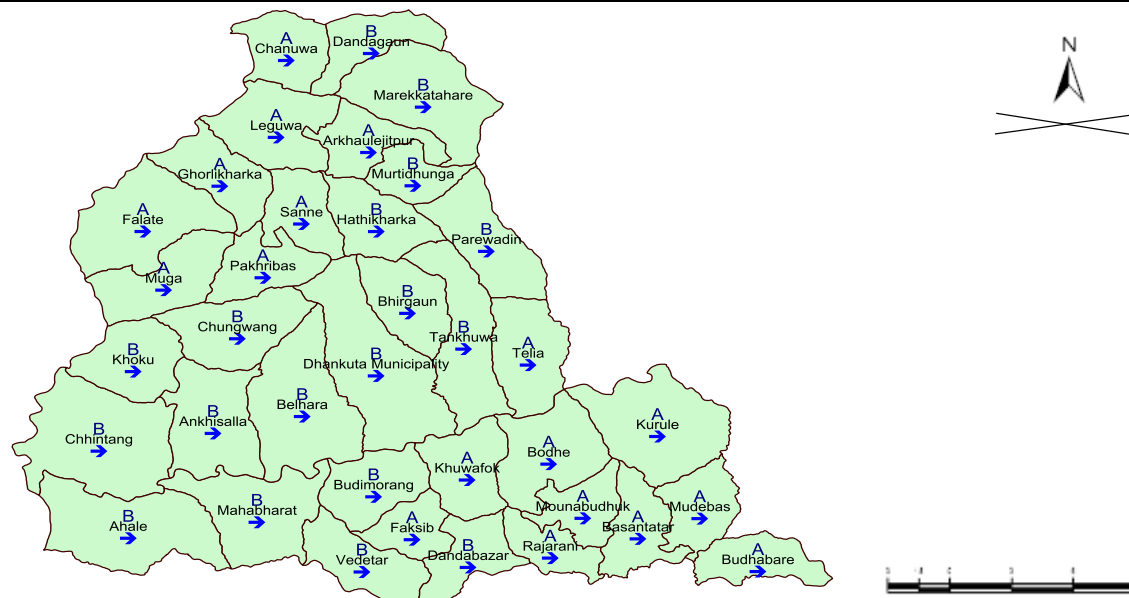 N
A
Chanuwa
B
Dandagaun
B
Marekkatahare
A
Leguwa
A
Arkhaulejitpur
A
Ghorlikharka
B
Murtidhunga
A
Falate
A
Sanne
B
Hathikharka
B
Parewadin
A
Muga
A
Pakhribas
B
Bhirgaun
B
Chungwang
B
Tankhuwa
A
Telia
B
Khoku
B
Dhankuta Municipality
B
Belhara
B
Ankhisalla
A
Kurule
B
Chhintang
A
Bodhe
A
Khuwafok
B
Budimorang
B
Mahabharat
A
Mounabudhuk
A
Mudebas
B
Ahale
A
Faksib
A
Basantatar
A
Rajarani
B
Vedetar
B
Dandabazar
A
Budhabare